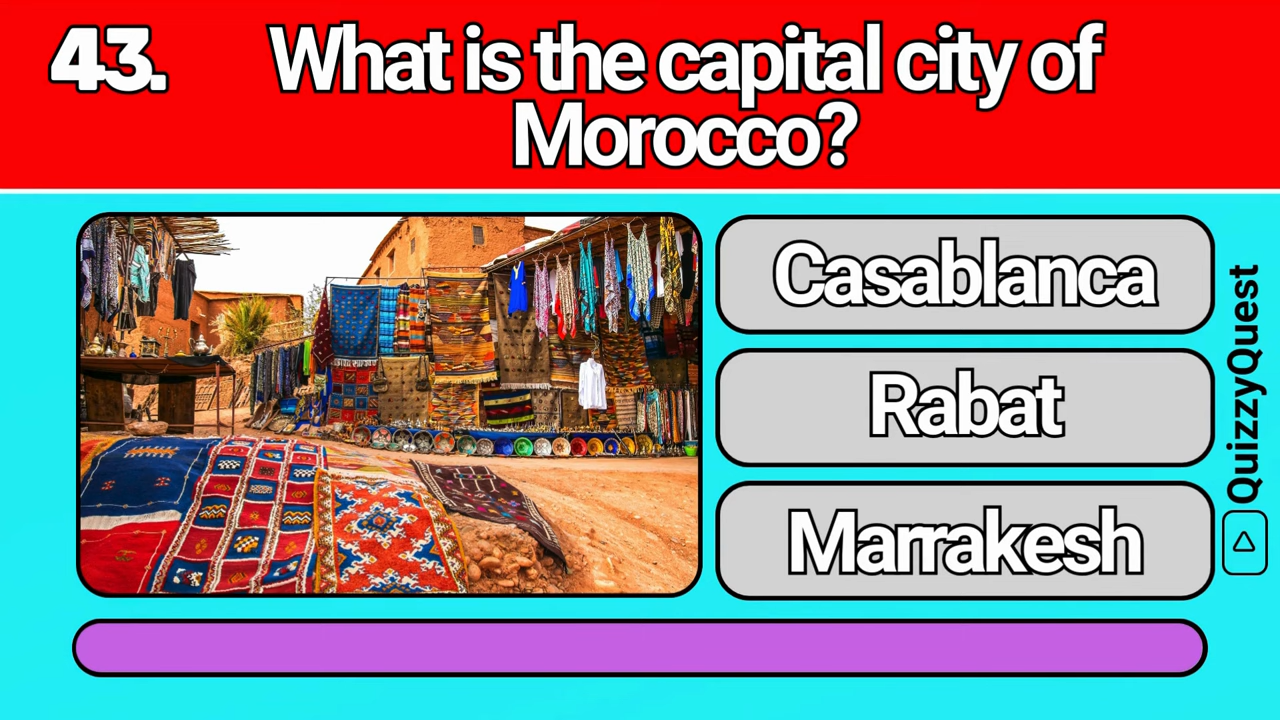 43. What is the capital city of
Morocco?
Casablanca
Rabat
Marrakesh
QuizzyQuest